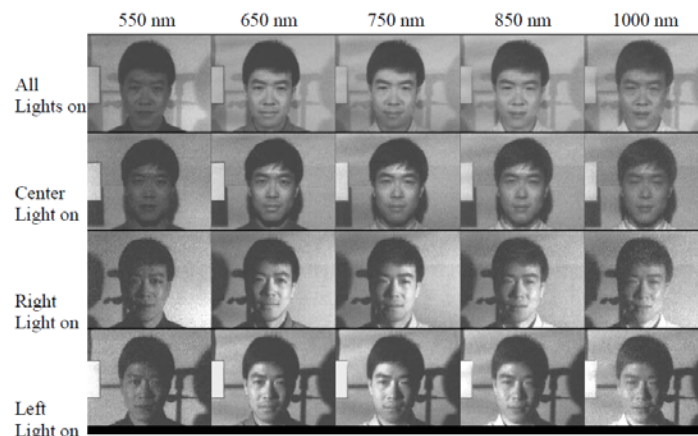 550 nm 650 nm 750 nm 850 nm 1000 nm
All
Lights on
Center
Light on
Right
Light on
Left
Light on